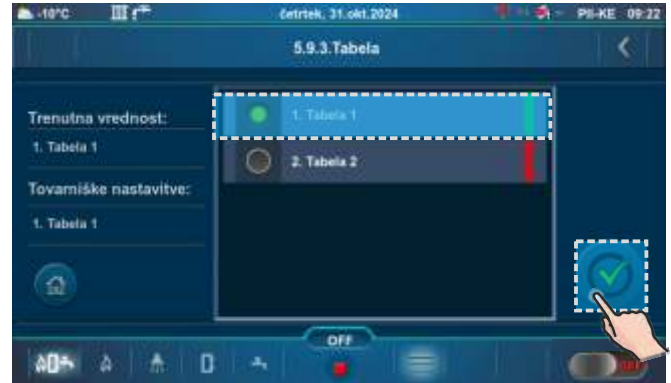 -10°C
četrtek, 31.okt.2024
PII-KE 09:22
5.9.3.Tabela
Trenutna vrednost:
1. Tabela 1
Tovarniške nastavitve:
1. Tabela 1
1. Tabela 1
2. Tabela 2
OFF
OFF